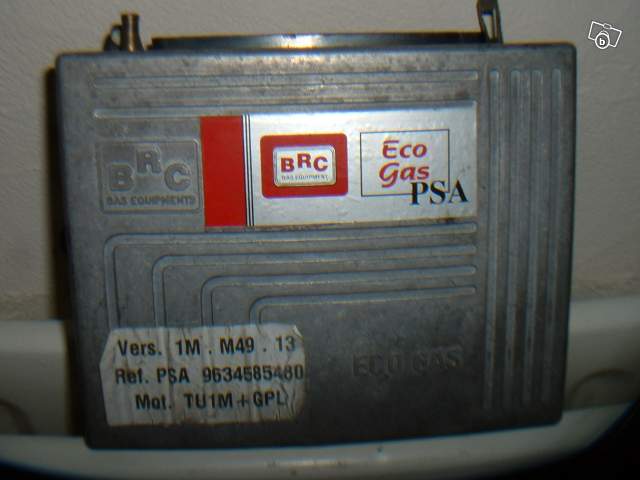 BRC
GAS EQUIPMENTS
BRC
GAS EQUIPMENT
Eco
Gas
PSA
Vers. 1M . M49 . 13
Ref. PSA 9634585480
Mot. TU1M + GPL
ECO GAS
b